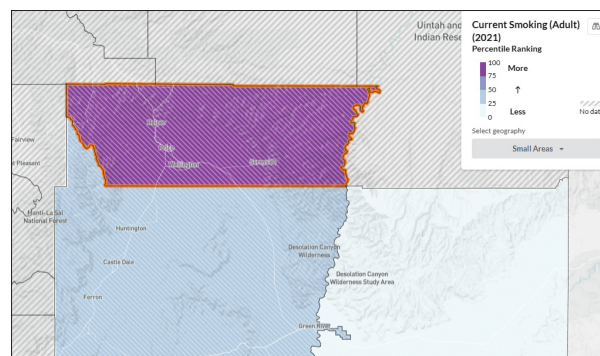 Uintah and
Indian Rese
Current Smoking (Adult)
(2021)
Percentile Ranking
100
75
50
25
0
More
↑
Less
No dat
Select geography
Small Areas
Helper
Price
Wellington
Sunnyside
Fairview
t Pleasant
Manti-La Sal
National Forest
Huntington
Castle Dale
Ferron
Desolation Canyon
Wilderness
Desolation Canyon
Wilderness Study Area
Green River